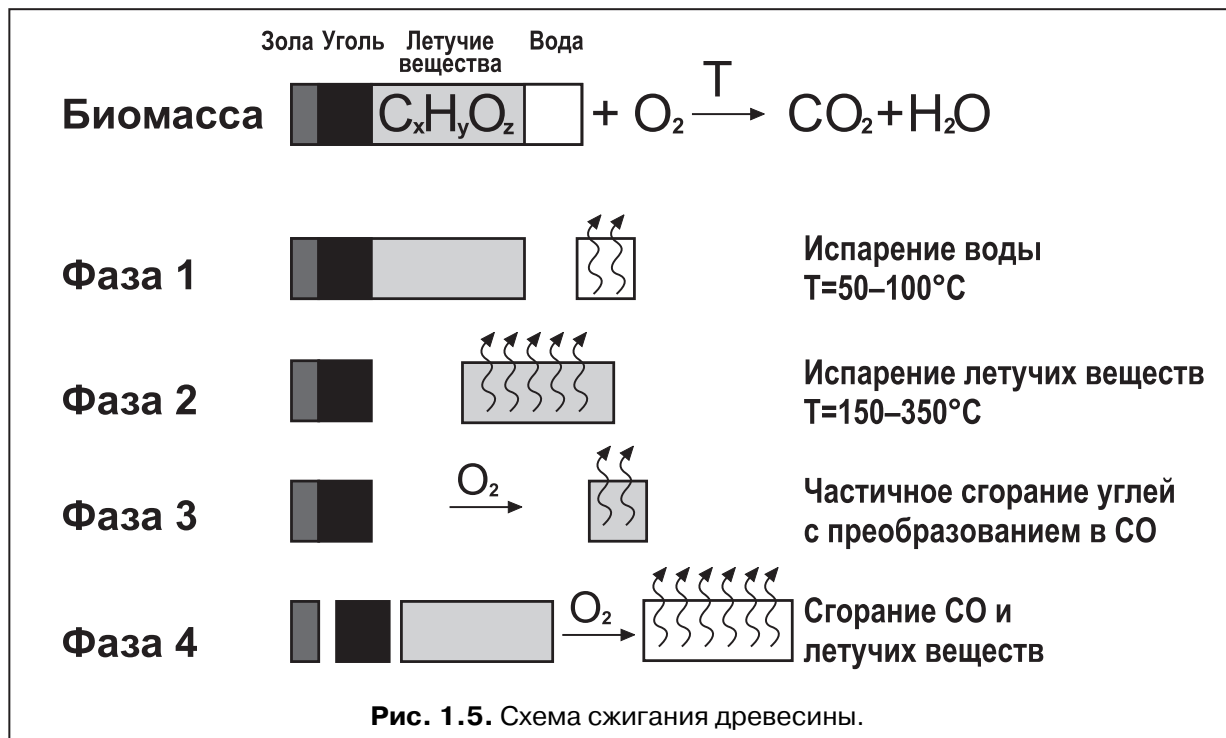 Зола Уголь Летучие вещества Вода
Биомасса CxHyOz + O2 T CO2+H2O
Фаза 1 Испарение воды
T=50–100°C
Фаза 2 Испарение летучих веществ
T=150–350°C
Фаза 3 O2 Частичное сгорание углей
с преобразованием в СО
Фаза 4 O2 Сгорание СО и
летучих веществ
Рис. 1.5. Схема сжигания древесины.